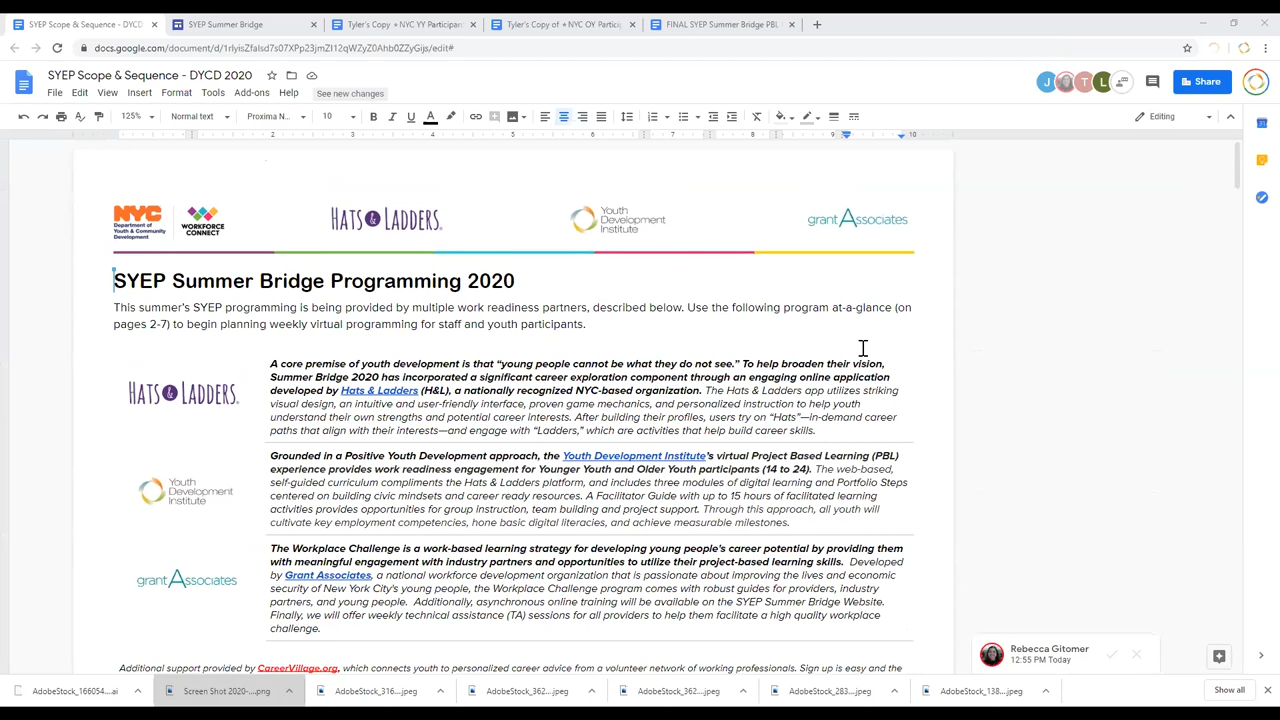 SYEP Scope & Sequence - DYCD
SYEP Summer Bridge
Tyler's Copy
NYC YY Participan
Tyler's Copy of
NYC OY Particip
FINAL SYEP Summer Bridge PBL
docs.google.com/document/d/
SYEP Scope & Sequence - DYCD 2020
File Edit View Insert Format Tools Add-ons Help See new changes
J T L Share
125% Normal text Proxima N... 10 B I U A Editing
2 3 4 5 6 7 8 9 10
NYC Department of Youth & Community Development
WORKFORCE CONNECT
HATS & LADDERS
Youth Development Institute
grantAssociates
SYEP Summer Bridge Programming 2020
This summer's SYEP programming is being provided by multiple work readiness partners, described below. Use the following program at-a-glance (on
pages 2-7) to begin planning weekly virtual programming for staff and youth participants.
HATS & LADDERS
A core premise of youth development is that “young people cannot be what they do not see.” To help broaden their vision,
Summer Bridge 2020 has incorporated a significant career exploration component through an engaging online application
developed by Hats & Ladders (H&L), a nationally recognized NYC-based organization. The Hats & Ladders app utilizes striking
visual design, an intuitive and user-friendly interface, proven game mechanics, and personalized instruction to help youth
understand their own strengths and potential career interests. After building their profiles, users try on “Hats”—in-demand career
paths that align with their interests—and engage with “Ladders,” which are activities that help build career skills.
Youth Development Institute
Grounded in a Positive Youth Development approach, the Youth Development Institute's virtual Project Based Learning (PBL)
experience provides work readiness engagement for Younger Youth and Older Youth participants (14 to 24). The web-based,
self-guided curriculum compliments the Hats & Ladders platform, and includes three modules of digital learning and Portfolio Steps
centered on building civic mindsets and career ready resources. A Facilitator Guide with up to 15 hours of facilitated learning
activities provides opportunities for group instruction, team building and project support. Through this approach, all youth will
cultivate key employment competencies, hone basic digital literacies, and achieve measurable milestones.
grantAssociates
The Workplace Challenge is a work-based learning strategy for developing young people's career potential by providing them
with meaningful engagement with industry partners and opportunities to utilize their project-based learning skills. Developed
by Grant Associates, a national workforce development organization that is passionate about improving the lives and economic
security of New York City's young people, the Workplace Challenge program comes with robust guides for providers, industry
partners, and young people. Additionally, asynchronous online training will be available on the SYEP Summer Bridge Website.
Finally, we will offer weekly technical assistance (TA) sessions for all providers to help them facilitate a high quality workplace
challenge.
Additional support provided by CareerVillage.org, which connects youth to personalized career advice from a volunteer network of working professionals. Sign up is easy and the
Rebecca Gitomer
12:55 PM Today
AdobeStock_166054...ai
Screen Shot 2020-...png
AdobeStock_316...jpeg
AdobeStock_362...jpeg
AdobeStock_362...jpeg
AdobeStock_283...jpeg
AdobeStock_138...jpeg
Show all